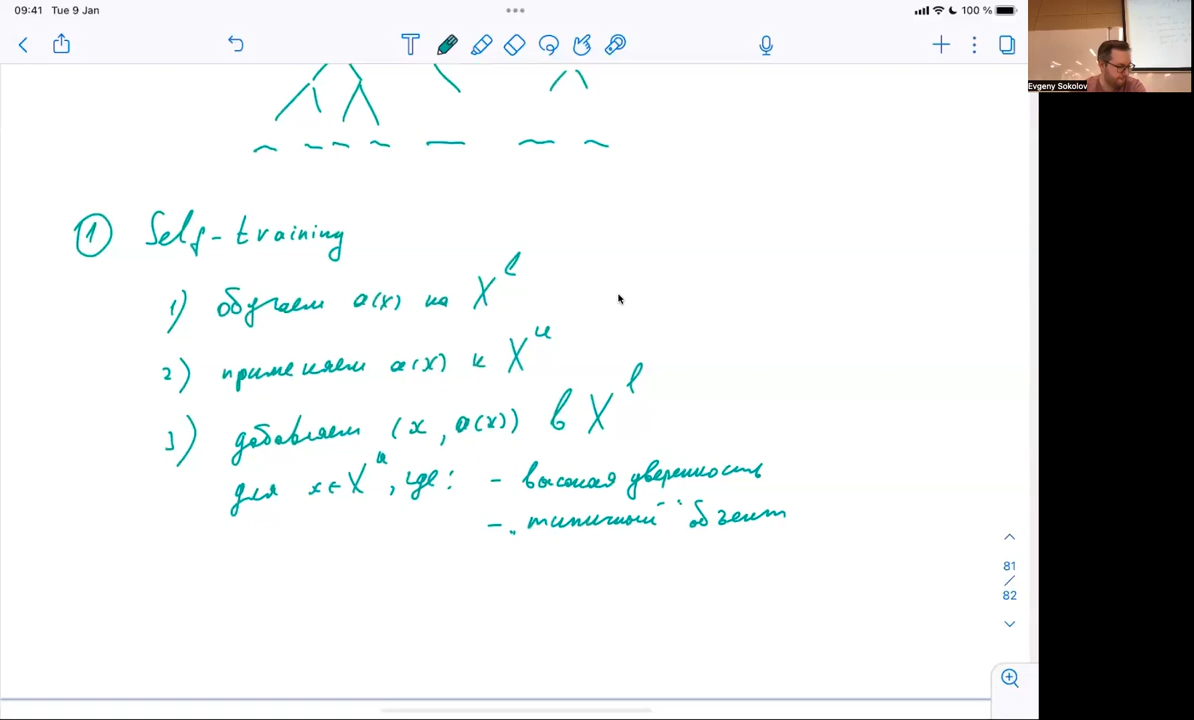 09:41 Tue 9 Jan
100 %
Evgeny Sokolov
① Self-training
1) обучаем a(x) на X^l
2) применяем a(x) к X^u
3) добавляем (x, a(x)) в X^l
для x ∈ X^u, где: - высокая уверенность
- „типичный“ объект
81
/
82